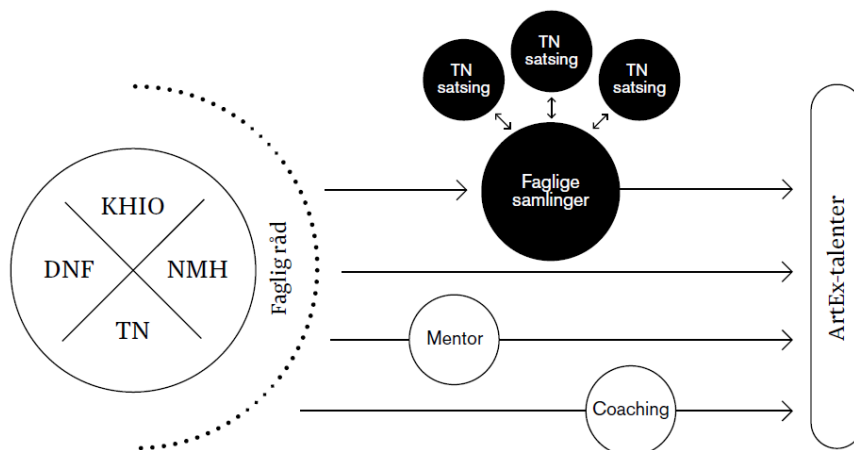 KHIO
DNF
NMH
TN
Faglig råd
TN
satsing
TN
satsing
TN
satsing
Faglige
samlinger
Mentor
Coaching
ArtEx-talenter